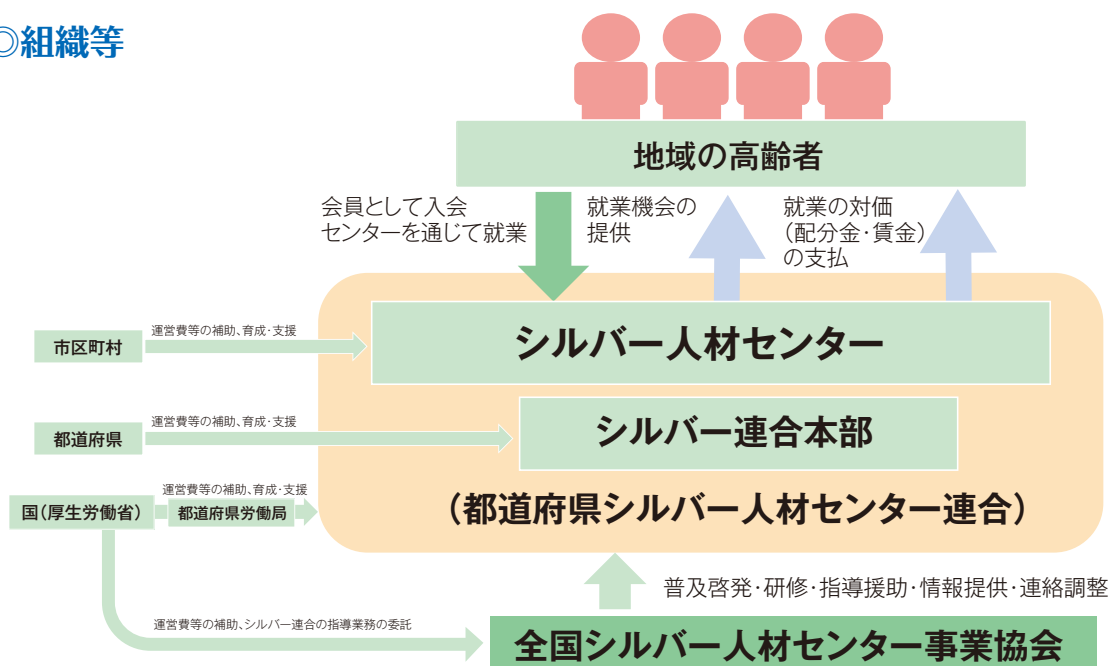 ◎組織等
地域の高齢者
会員として入会
センターを通じて就業
就業機会の
提供
就業の対価
（配分金・賃金）
の支払
シルバー人材センター
市区町村
運営費等の補助、育成・支援
シルバー連合本部
都道府県
運営費等の補助、育成・支援
（都道府県シルバー人材センター連合）
国（厚生労働省）
運営費等の補助、育成・支援
都道府県労働局
普及啓発・研修・指導援助・情報提供・連絡調整
運営費等の補助、シルバー連合の指導業務の委託
全国シルバー人材センター事業協会